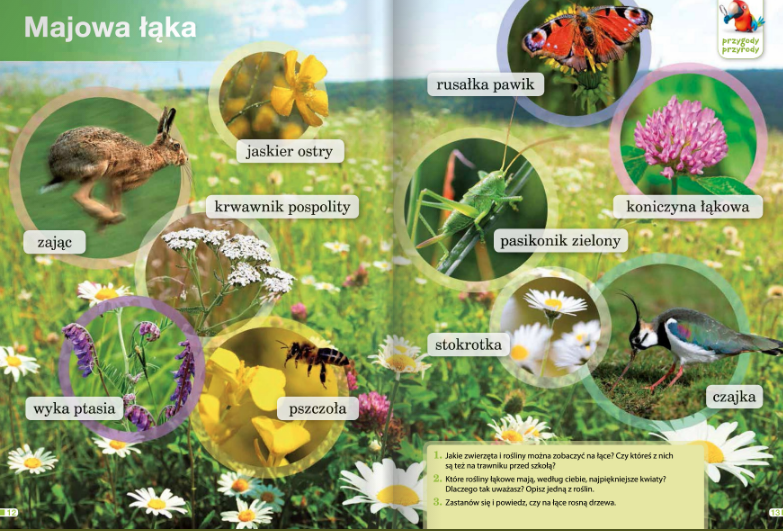 Majowa łąka
przygody
przyrody
rusałka pawik
jaskier ostry
krwawnik pospolity
koniczyna łąkowa
zając
pasikonik zielony
stokrotka
wyka ptasia
pszczoła
czajka
1. Jakie zwierzęta i rośliny można zobaczyć na łące? Czy któreś z nich
są też na trawniku przed szkołą?
2. Które rośliny łąkowe mają, według ciebie, najpiękniejsze kwiaty?
Dlaczego tak uważasz? Opisz jedną z roślin.
3. Zastanów się i powiedz, czy na łące rosną drzewa.
12